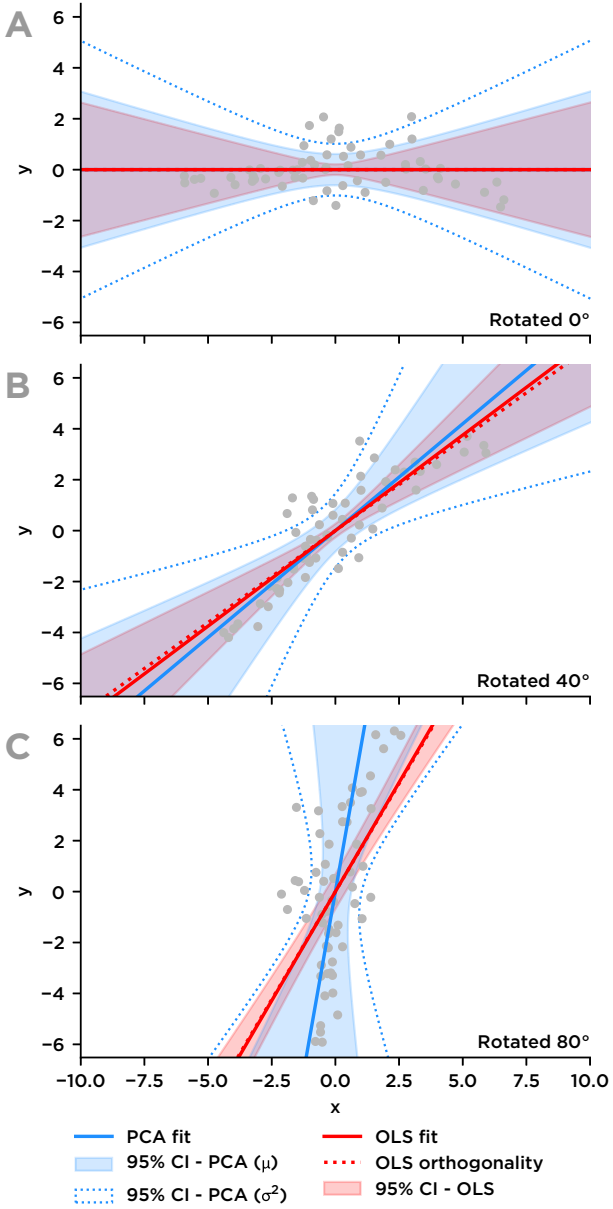 A
6
4
2
0
−2
−4
−6
y
Rotated 0°
B
6
4
2
0
−2
−4
−6
y
Rotated 40°
C
6
4
2
0
−2
−4
−6
y
Rotated 80°
−10.0 −7.5 −5.0 −2.5 0.0 2.5 5.0 7.5 10.0
x
PCA fit OLS fit
95% CI - PCA (μ) OLS orthogonality
95% CI - PCA (σ²) 95% CI - OLS